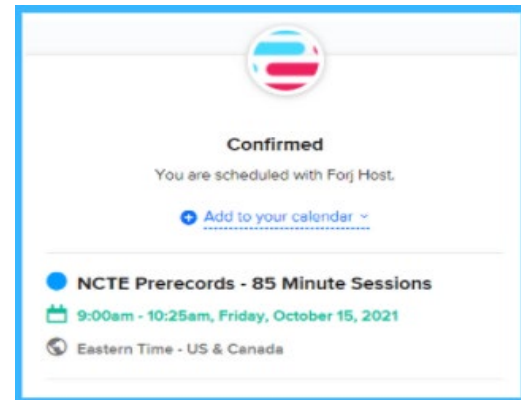 Confirmed
You are scheduled with Forj Host.
Add to your calendar
NCTE Prerecords - 85 Minute Sessions
9:00am - 10:25am, Friday, October 15, 2021
Eastern Time - US & Canada